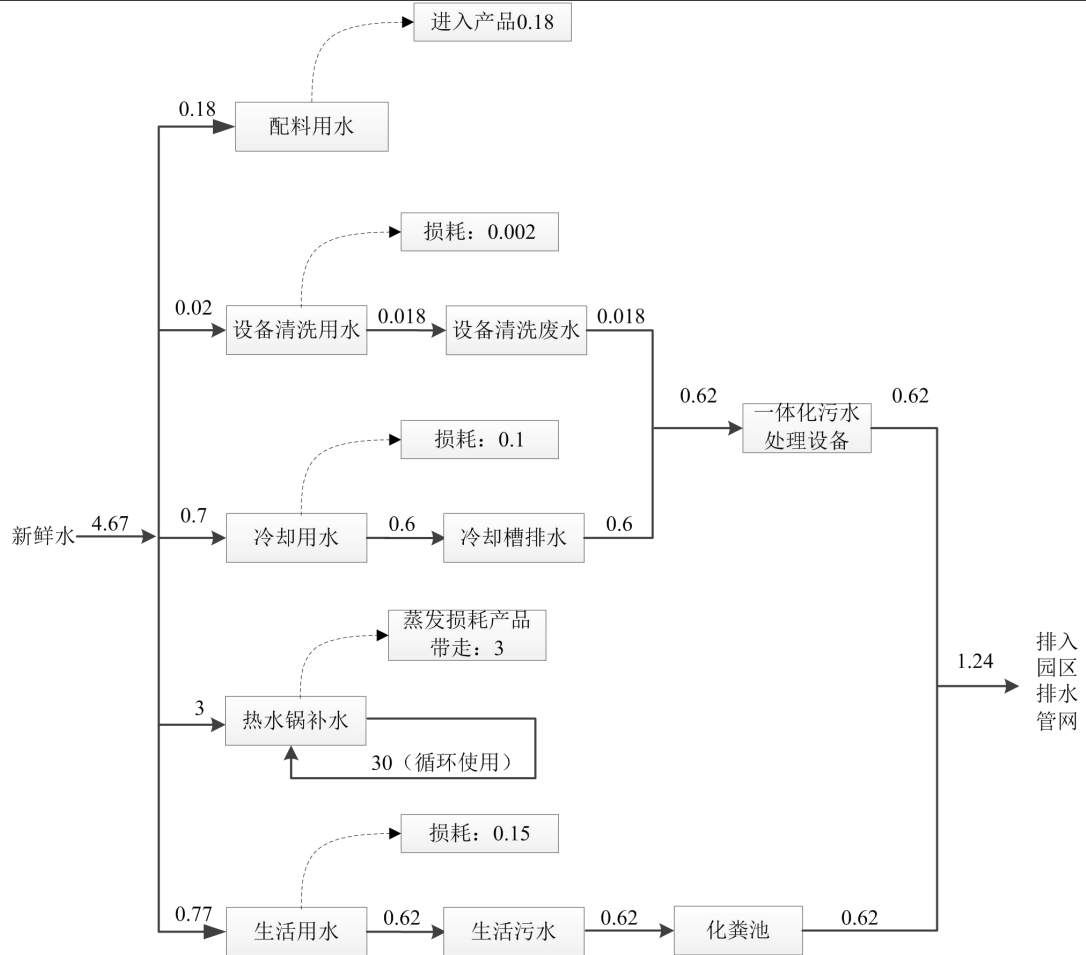 进入产品0.18
0.18
配料用水
损耗：0.002
0.02
设备清洗用水
0.018
设备清洗废水
0.018
0.62
一体化污水
处理设备
0.62
损耗：0.1
新鲜水
4.67
0.7
冷却用水
0.6
冷却槽排水
0.6
蒸发损耗产品
带走：3
3
热水锅补水
30（循环使用）
1.24
排入
园区
排水
管网
损耗：0.15
0.77
生活用水
0.62
生活污水
0.62
化粪池
0.62